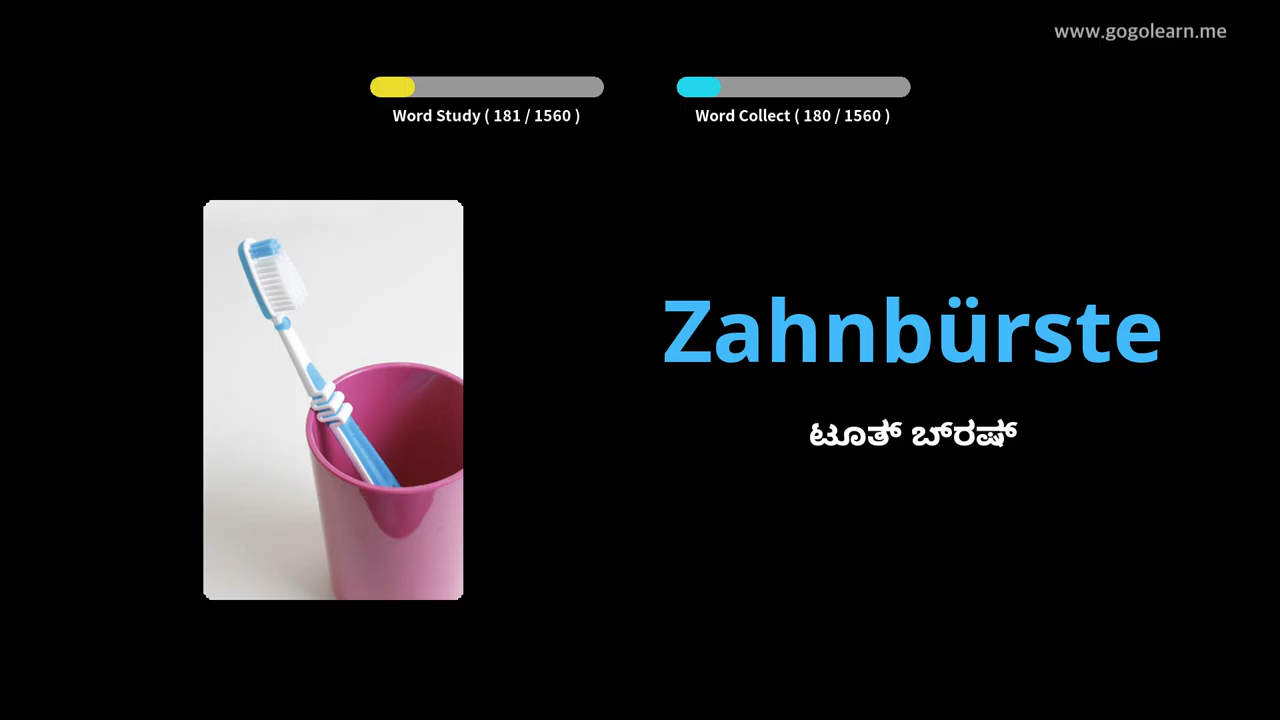 www.gogolearn.me
Word Study ( 181 / 1560 )
Word Collect ( 180 / 1560 )
Zahnbürste
ಟೂತ್ ಬ್ರಷ್